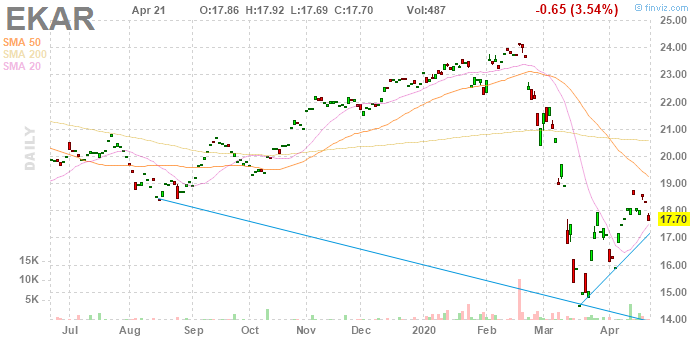 EKAR
Apr 21 O:17.86 H:17.92 L:17.69 C:17.70 Vol:487 -0.65 (3.54%)
© finviz.com
SMA 50
SMA 200
SMA 20
DAILY
25.00
24.00
23.00
22.00
21.00
20.00
19.00
18.00
17.70
17.00
16.00
15.00
14.00
15K
10K
5K
Jul Aug Sep Oct Nov Dec 2020 Feb Mar Apr